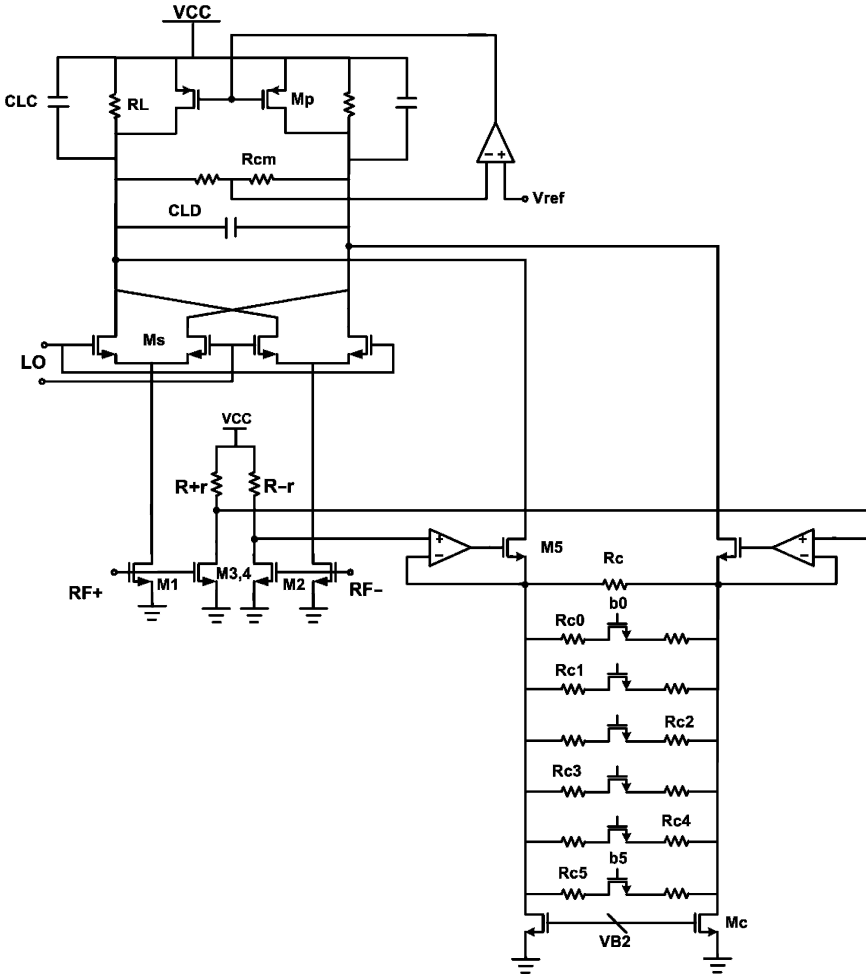 VCC
CLC
RL
Mp
Rcm
− +
Vref
CLD
Ms
LO
VCC
R+r
R−r
+
−
M5
Rc
+
−
RF+
M1
M3,4
M2
RF−
b0
Rc0
Rc1
Rc2
Rc3
Rc4
b5
Rc5
VB2
Mc